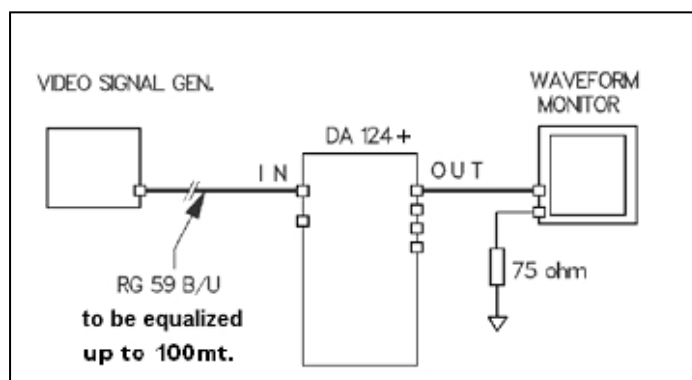 VIDEO SIGNAL GEN.
WAVEFORM
MONITOR
DA 124+
IN
OUT
RG 59 B/U
to be equalized
up to 100mt.
75 ohm